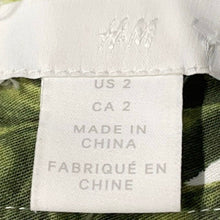 H&M
US 2
CA 2
MADE IN
CHINA
FABRIQUÉ EN
CHINE